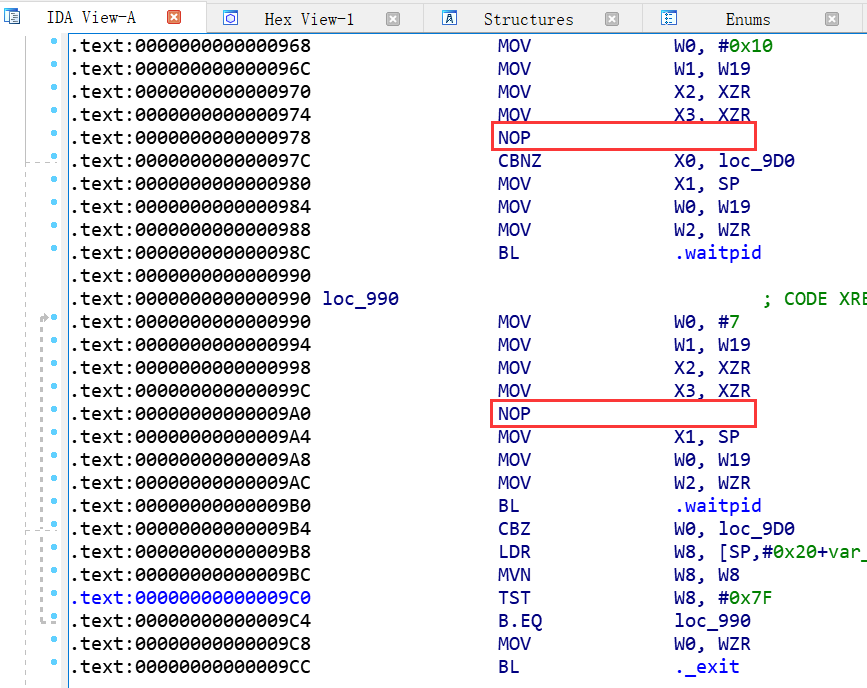 IDA View-A Hex View-1 Structures Enums
.text:0000000000000968 MOV W0, #0x10
.text:000000000000096C MOV W1, W19
.text:0000000000000970 MOV X2, XZR
.text:0000000000000974 MOV X3, XZR
.text:0000000000000978 NOP
.text:000000000000097C CBNZ X0, loc_9D0
.text:0000000000000980 MOV X1, SP
.text:0000000000000984 MOV W0, W19
.text:0000000000000988 MOV W2, WZR
.text:000000000000098C BL .waitpid
.text:0000000000000990
.text:0000000000000990 loc_990 ; CODE XRE
.text:0000000000000990 MOV W0, #7
.text:0000000000000994 MOV W1, W19
.text:0000000000000998 MOV X2, XZR
.text:000000000000099C MOV X3, XZR
.text:00000000000009A0 NOP
.text:00000000000009A4 MOV X1, SP
.text:00000000000009A8 MOV W0, W19
.text:00000000000009AC MOV W2, WZR
.text:00000000000009B0 BL .waitpid
.text:00000000000009B4 CBZ W0, loc_9D0
.text:00000000000009B8 LDR W8, [SP,#0x20+var_
.text:00000000000009BC MVN W8, W8
.text:00000000000009C0 TST W8, #0x7F
.text:00000000000009C4 B.EQ loc_990
.text:00000000000009C8 MOV W0, WZR
.text:00000000000009CC BL ._exit